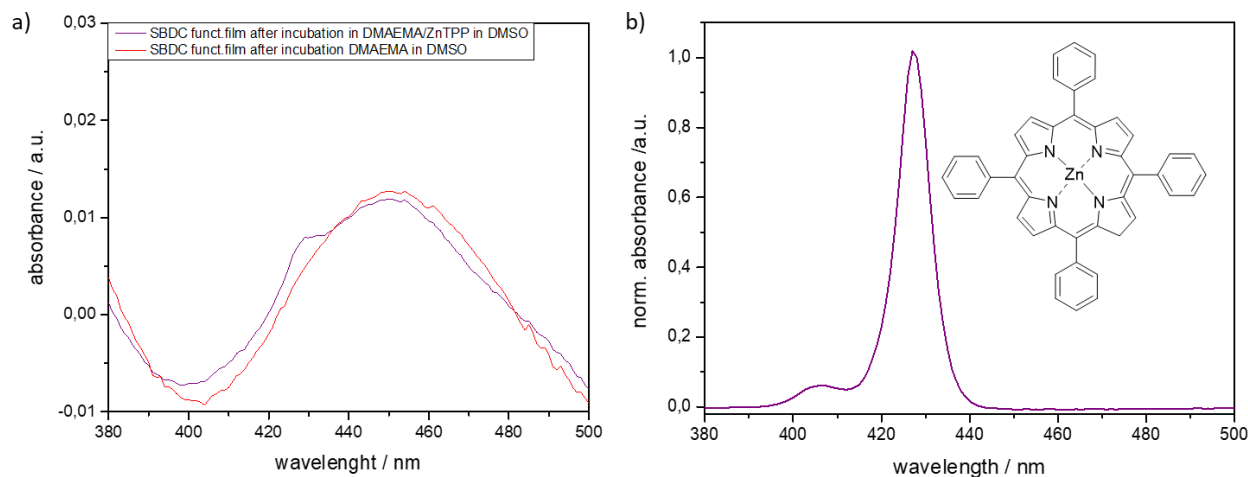 a)
0,03
0,02
0,01
0,00
-0,01
absorbance / a.u.
SBDC funct.film after incubation in DMAEMA/ZnTPP in DMSO
SBDC funct.film after incubation DMAEMA in DMSO
380 400 420 440 460 480 500
wavelenght / nm
b)
1,0
0,8
0,6
0,4
0,2
0,0
norm. absorbance /a.u.
N N
Zn
N N
380 400 420 440 460 480 500
wavelength / nm